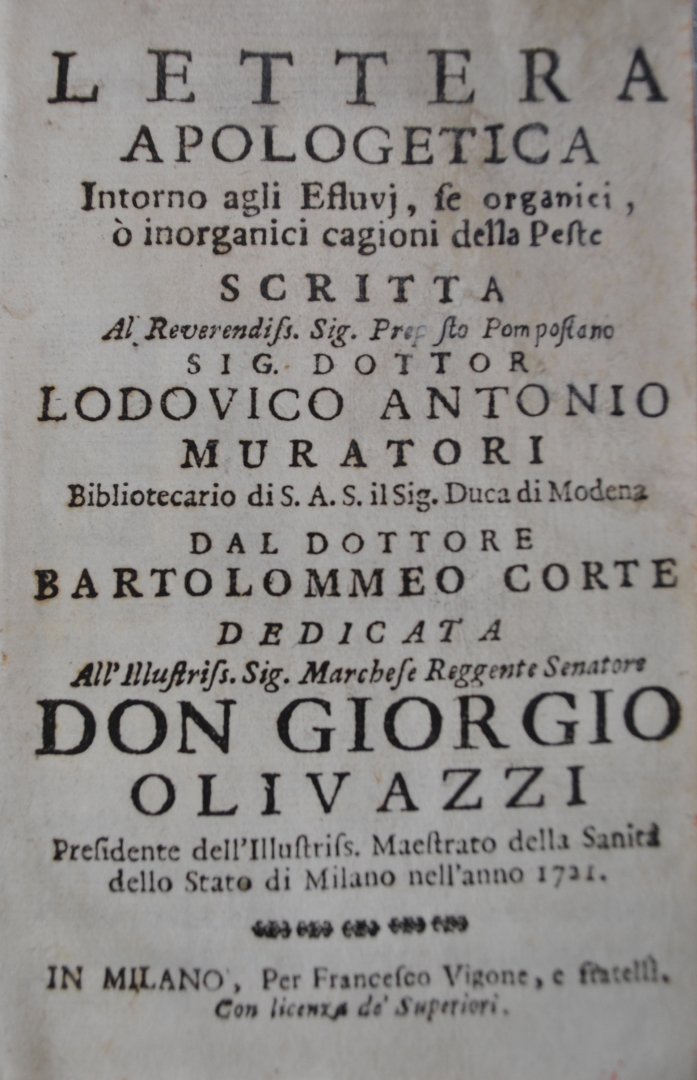 LETTERA
APOLOGETICA
Intorno agli Efluvj, ſe organici,
ò inorganici cagioni della Peſte
SCRITTA
Al Reverendiſs. Sig. Prepoſto Pompoſiano
SIG. DOTTOR
LODOVICO ANTONIO
MURATORI
Bibliotecario di S. A. S. il Sig. Duca di Modena
DAL DOTTORE
BARTOLOMMEO CORTE
DEDICATA
All'Illuſtriſs. Sig. Marcheſe Reggente Senatore
DON GIORGIO
OLIVAZZI
Preſidente dell'Illuſtriſs. Maeſtrato della Sanità
dello Stato di Milano nell'anno 1721.
IN MILANO, Per Franceſco Vigone, e fratelli.
Con licenza de' Superiori.